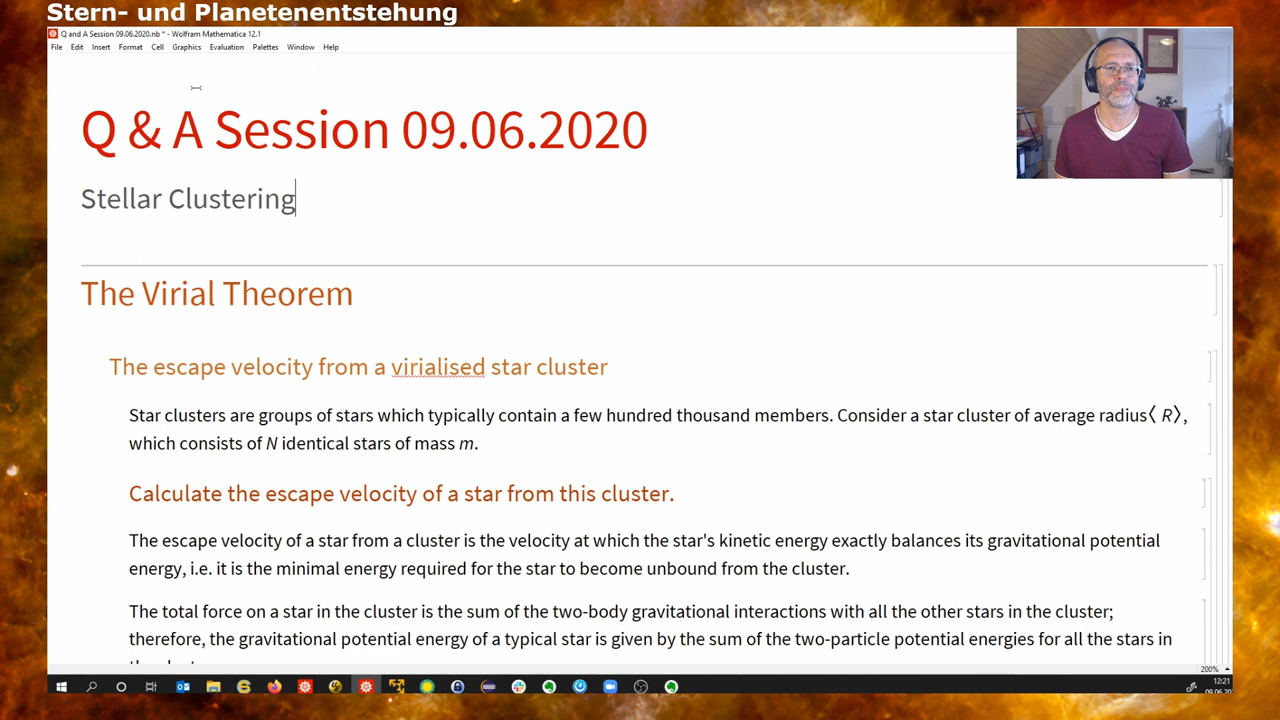 Stern- und Planetenentstehung
Q and A Session 09.06.2020.nb * - Wolfram Mathematica 12.1
File Edit Insert Format Cell Graphics Evaluation Palettes Window Help
Q & A Session 09.06.2020
Stellar Clustering
The Virial Theorem
The escape velocity from a virialised star cluster
Star clusters are groups of stars which typically contain a few hundred thousand members. Consider a star cluster of average radius⟨ R⟩,
which consists of N identical stars of mass m.
Calculate the escape velocity of a star from this cluster.
The escape velocity of a star from a cluster is the velocity at which the star's kinetic energy exactly balances its gravitational potential
energy, i.e. it is the minimal energy required for the star to become unbound from the cluster.
The total force on a star in the cluster is the sum of the two-body gravitational interactions with all the other stars in the cluster;
therefore, the gravitational potential energy of a typical star is given by the sum of the two-particle potential energies for all the stars in
200%
12:21